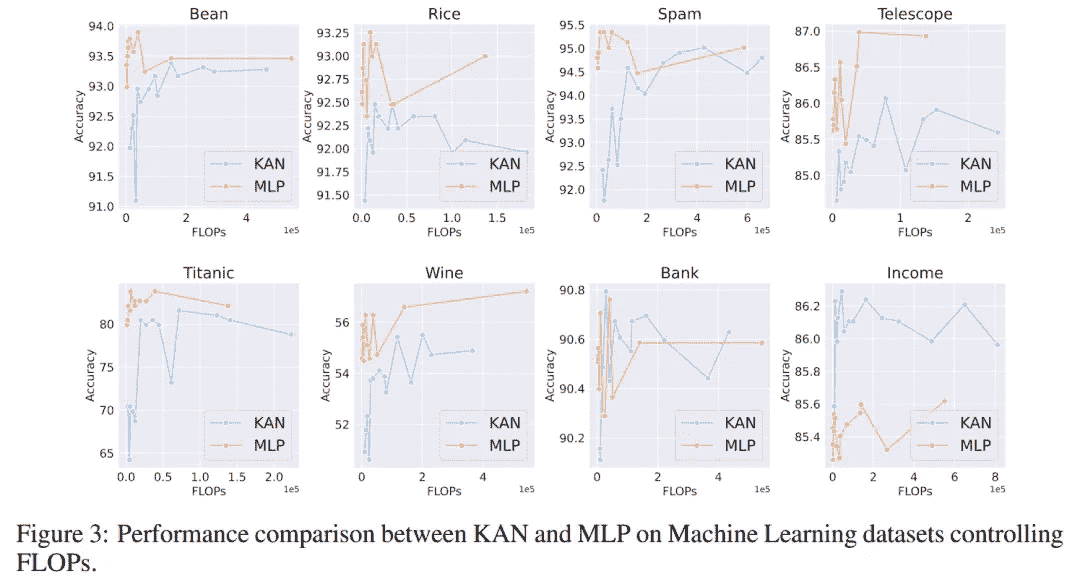 Bean
94.0
93.5
93.0
92.5
92.0
91.5
91.0
Accuracy
0
2
4
FLOPs
1e5
KAN
MLP
Rice
93.25
93.00
92.75
92.50
92.25
92.00
91.75
91.50
Accuracy
0.0
0.5
1.0
1.5
FLOPs
1e5
KAN
MLP
Spam
95.5
95.0
94.5
94.0
93.5
93.0
92.5
92.0
Accuracy
0
2
4
6
FLOPs
1e5
KAN
MLP
Telescope
87.0
86.5
86.0
85.5
85.0
Accuracy
0
1
2
FLOPs
1e5
KAN
MLP
Titanic
80
75
70
65
Accuracy
0.0
0.5
1.0
1.5
2.0
FLOPs
1e5
KAN
MLP
Wine
56
54
52
Accuracy
0
2
4
FLOPs
1e5
KAN
MLP
Bank
90.8
90.6
90.4
90.2
Accuracy
0
2
4
FLOPs
1e5
KAN
MLP
Income
86.2
86.0
85.8
85.6
85.4
Accuracy
0
2
4
6
8
FLOPs
1e5
KAN
MLP
Figure 3: Performance comparison between KAN and MLP on Machine Learning datasets controlling
FLOPs.